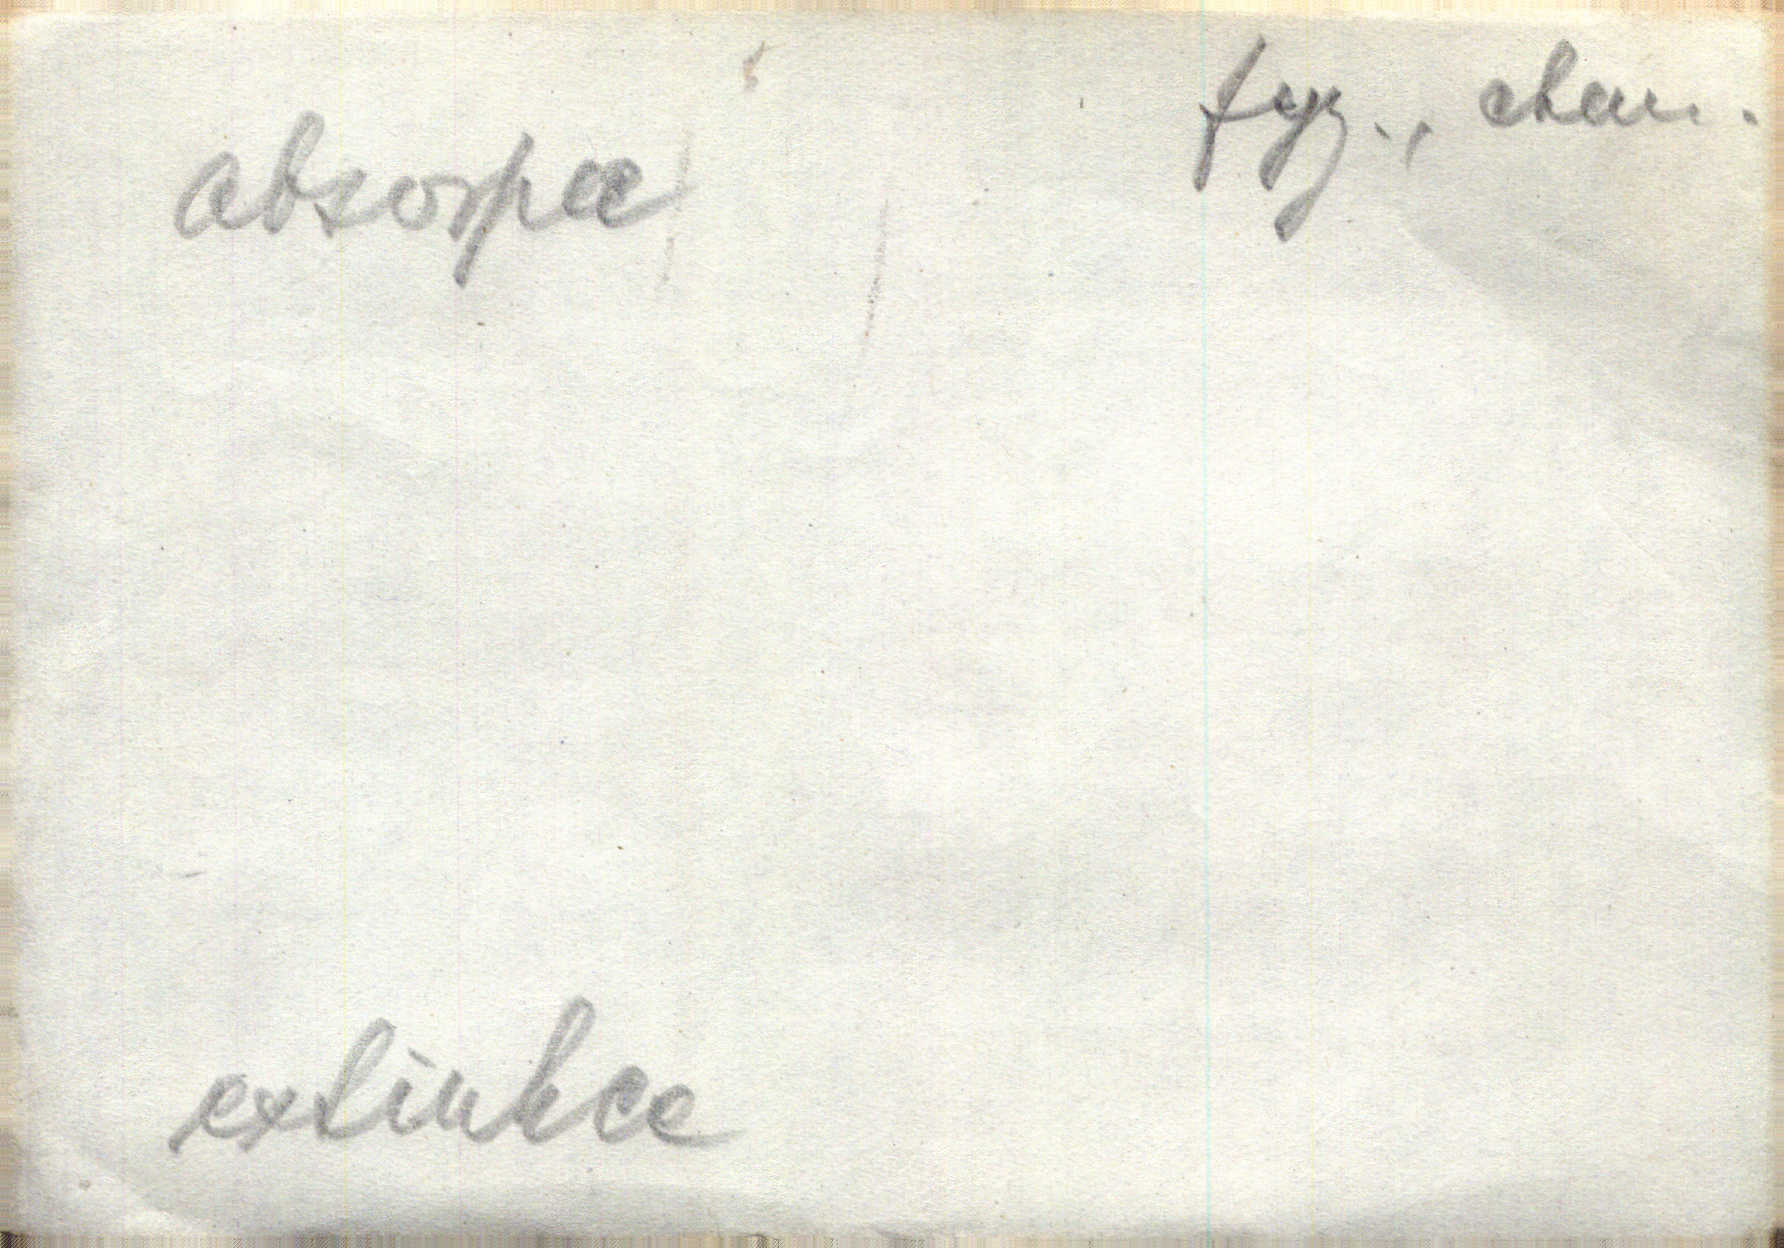 fyz., chem.
absorpce
extinkce